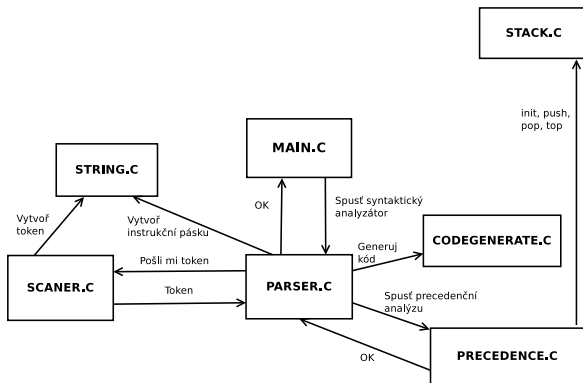 STACK.C
init, push,
pop, top
MAIN.C
STRING.C
OK
Spusť syntaktický
analyzátor
Vytvoř
token
Vytvoř
instrukční pásku
Generuj
kód
CODEGENERATE.C
Pošli mi token
SCANER.C
Token
PARSER.C
Spusť precedenční
analýzu
OK
PRECEDENCE.C